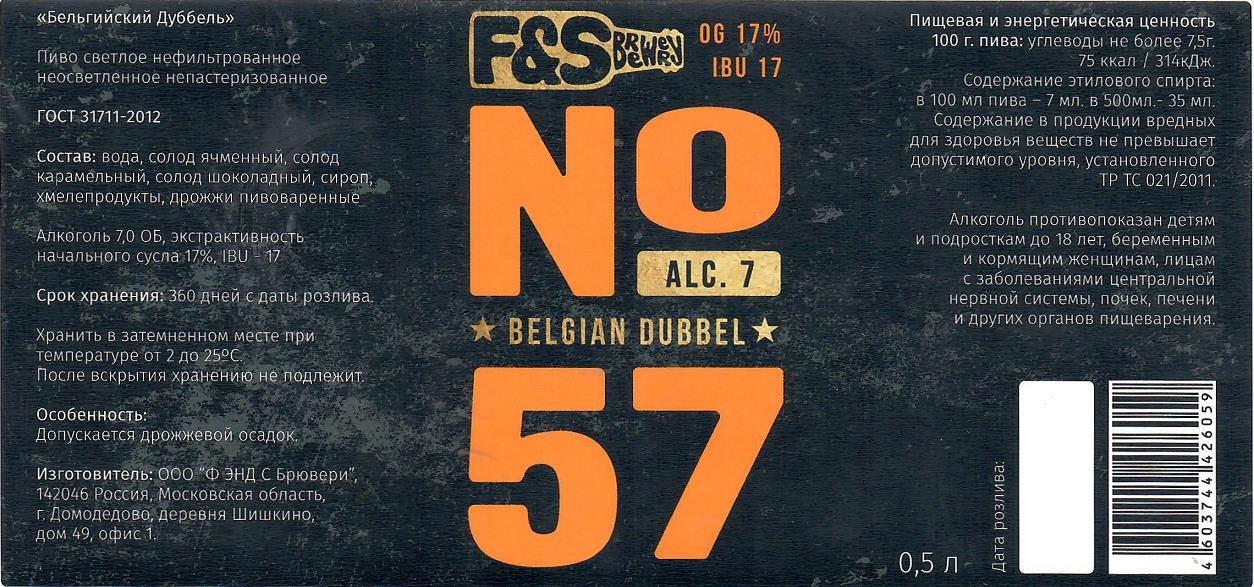 «Бельгийский Дуббель»
Пиво светлое нефильтрованное
неосветленное непастеризованное
ГОСТ 31711-2012
Состав: вода, солод ячменный, солод
карамельный, солод шоколадный, сироп,
хмелепродукты, дрожжи пивоваренные
Алкоголь 7,0 ОБ, экстрактивность
начального сусла 17%, IBU - 17
Срок хранения: 360 дней с даты розлива.
Хранить в затемненном месте при
температуре от 2 до 25ºС.
После вскрытия хранению не подлежит.
Особенность:
Допускается дрожжевой осадок.
Изготовитель: ООО “Ф ЭНД С Брювери”,
142046 Россия, Московская область,
г. Домодедово, деревня Шишкино,
дом 49, офис 1.
F&S BREWERY
OG 17%
IBU 17
No
ALC. 7
★ BELGIAN DUBBEL ★
57
Пищевая и энергетическая ценность
100 г. пива: углеводы не более 7,5г.
75 ккал / 314кДж.
Содержание этилового спирта:
в 100 мл пива – 7 мл. в 500мл.- 35 мл.
Содержание в продукции вредных
для здоровья веществ не превышает
допустимого уровня, установленного
ТР ТС 021/2011.
Алкоголь противопоказан детям
и подросткам до 18 лет, беременным
и кормящим женщинам, лицам
с заболеваниями центральной
нервной системы, почек, печени
и других органов пищеварения.
0,5 л
Дата розлива:
4 603744 426059